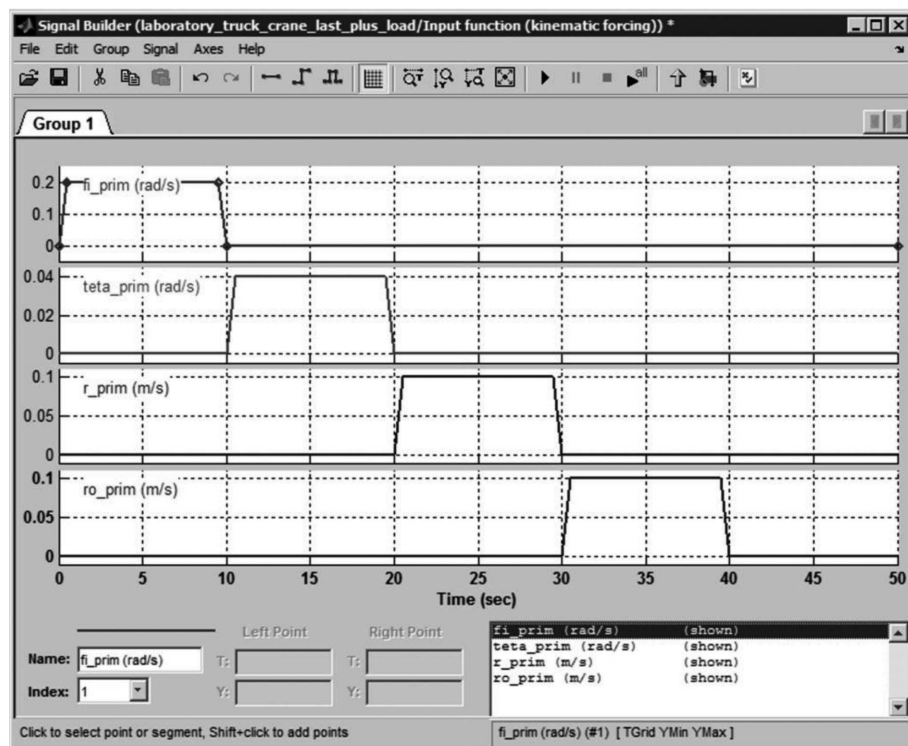 Signal Builder (laboratory_truck_crane_last_plus_load/Input function (kinematic forcing)) *
File Edit Group Signal Axes Help
all
Group 1
0.2
fi_prim (rad/s)
0.1
0
0.04
teta_prim (rad/s)
0.02
0
0.1
r_prim (m/s)
0.05
0
0.1
ro_prim (m/s)
0.05
0
0 5 10 15 20 25 30 35 40 45 50
Time (sec)
Left Point Right Point
Name: fi_prim (rad/s) T: T:
Index: 1 Y: Y:
fi_prim (rad/s) (shown)
teta_prim (rad/s) (shown)
r_prim (m/s) (shown)
ro_prim (m/s) (shown)
Click to select point or segment, Shift+click to add points
fi_prim (rad/s) (#1) [ TGrid YMin YMax ]